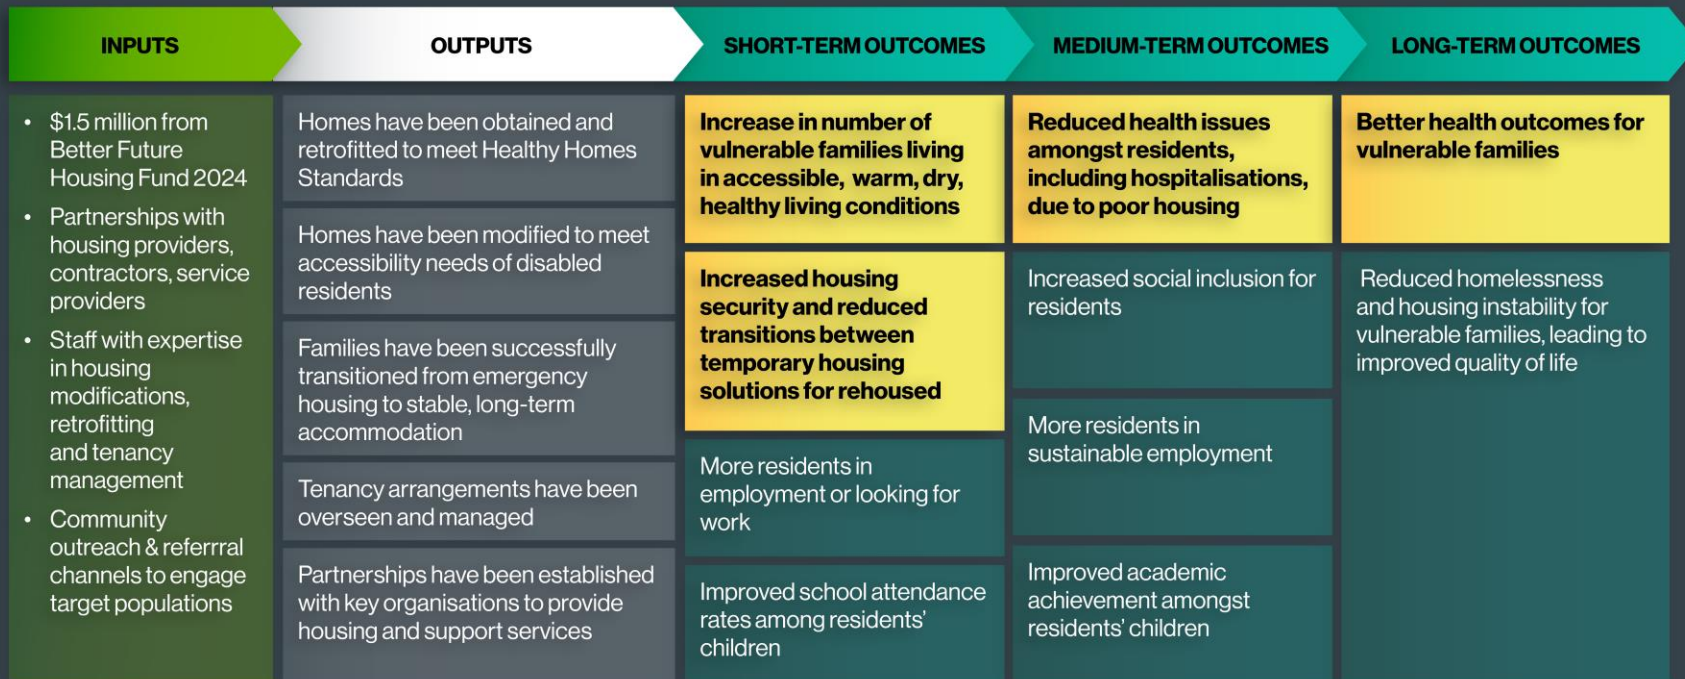 INPUTS
OUTPUTS
SHORT-TERM OUTCOMES
MEDIUM-TERM OUTCOMES
LONG-TERM OUTCOMES
• $1.5 million from
Better Future
Housing Fund 2024
• Partnerships with
housing providers,
contractors, service
providers
• Staff with expertise
in housing
modifications,
retrofitting
and tenancy
management
• Community
outreach & referrral
channels to engage
target populations
Homes have been obtained and
retrofitted to meet Healthy Homes
Standards
Homes have been modified to meet
accessibility needs of disabled
residents
Families have been successfully
transitioned from emergency
housing to stable, long-term
accommodation
Tenancy arrangements have been
overseen and managed
Partnerships have been established
with key organisations to provide
housing and support services
Increase in number of
vulnerable families living
in accessible, warm, dry,
healthy living conditions
Increased housing
security and reduced
transitions between
temporary housing
solutions for rehoused
More residents in
employment or looking for
work
Improved school attendance
rates among residents’
children
Reduced health issues
amongst residents,
including hospitalisations,
due to poor housing
Increased social inclusion for
residents
More residents in
sustainable employment
Improved academic
achievement amongst
residents’ children
Better health outcomes for
vulnerable families
Reduced homelessness
and housing instability for
vulnerable families, leading to
improved quality of life